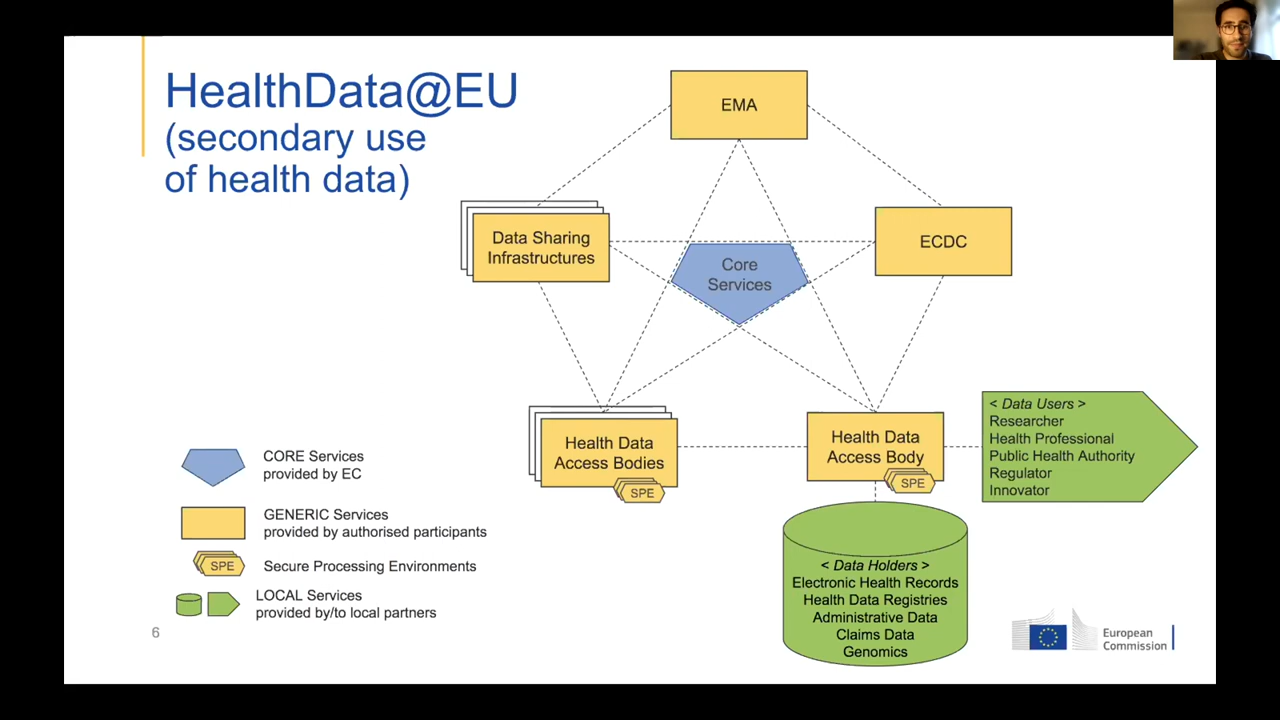 HealthData@EU
(secondary use
of health data)
EMA
Data Sharing
Infrastructures
ECDC
Core
Services
Health Data
Access Bodies
SPE
Health Data
Access Body
SPE
< Data Users >
Researcher
Health Professional
Public Health Authority
Regulator
Innovator
< Data Holders >
Electronic Health Records
Health Data Registries
Administrative Data
Claims Data
Genomics
CORE Services
provided by EC
GENERIC Services
provided by authorised participants
SPE
Secure Processing Environments
LOCAL Services
provided by/to local partners
6
European
Commission